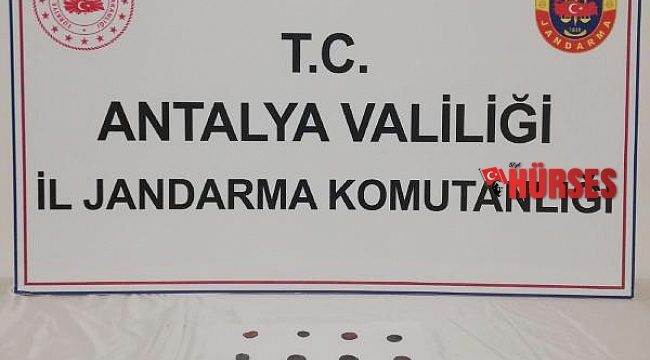 T.C.
ANTALYA VALİLİĞİ
İL JANDARMA KOMUTANLIĞI
HÜRSES
JANDARMA